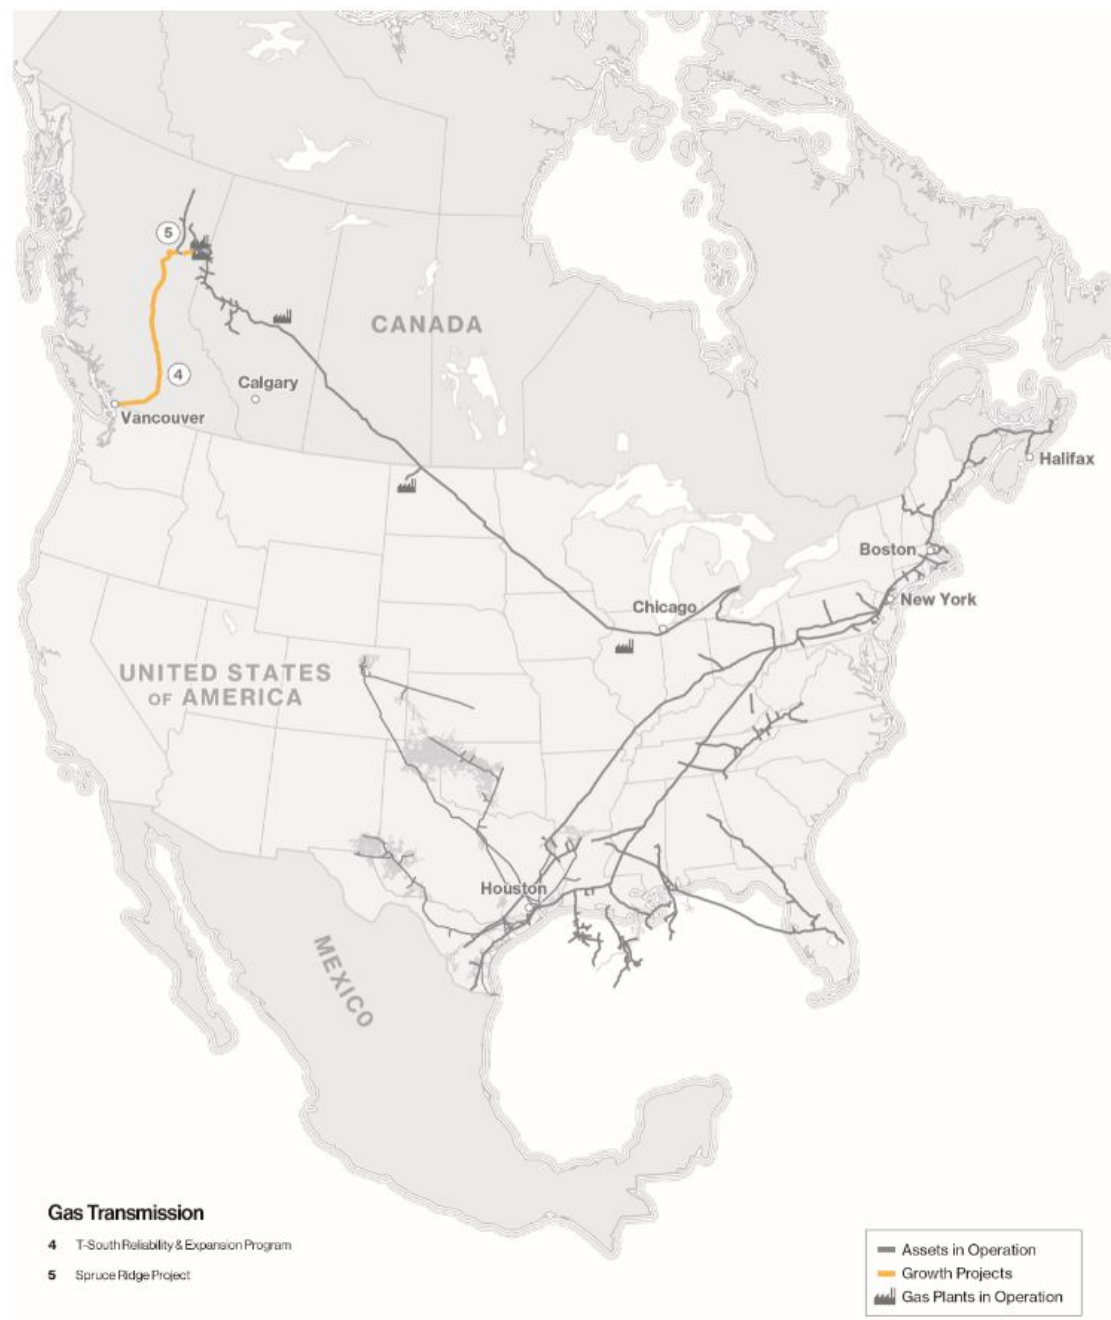 5
CANADA
4
Calgary
Vancouver
Halifax
Boston
New York
Chicago
UNITED STATES
OF AMERICA
Houston
MEXICO
Gas Transmission
4 T-South Reliability & Expansion Program
5 Spruce Ridge Project
Assets in Operation
Growth Projects
Gas Plants in Operation